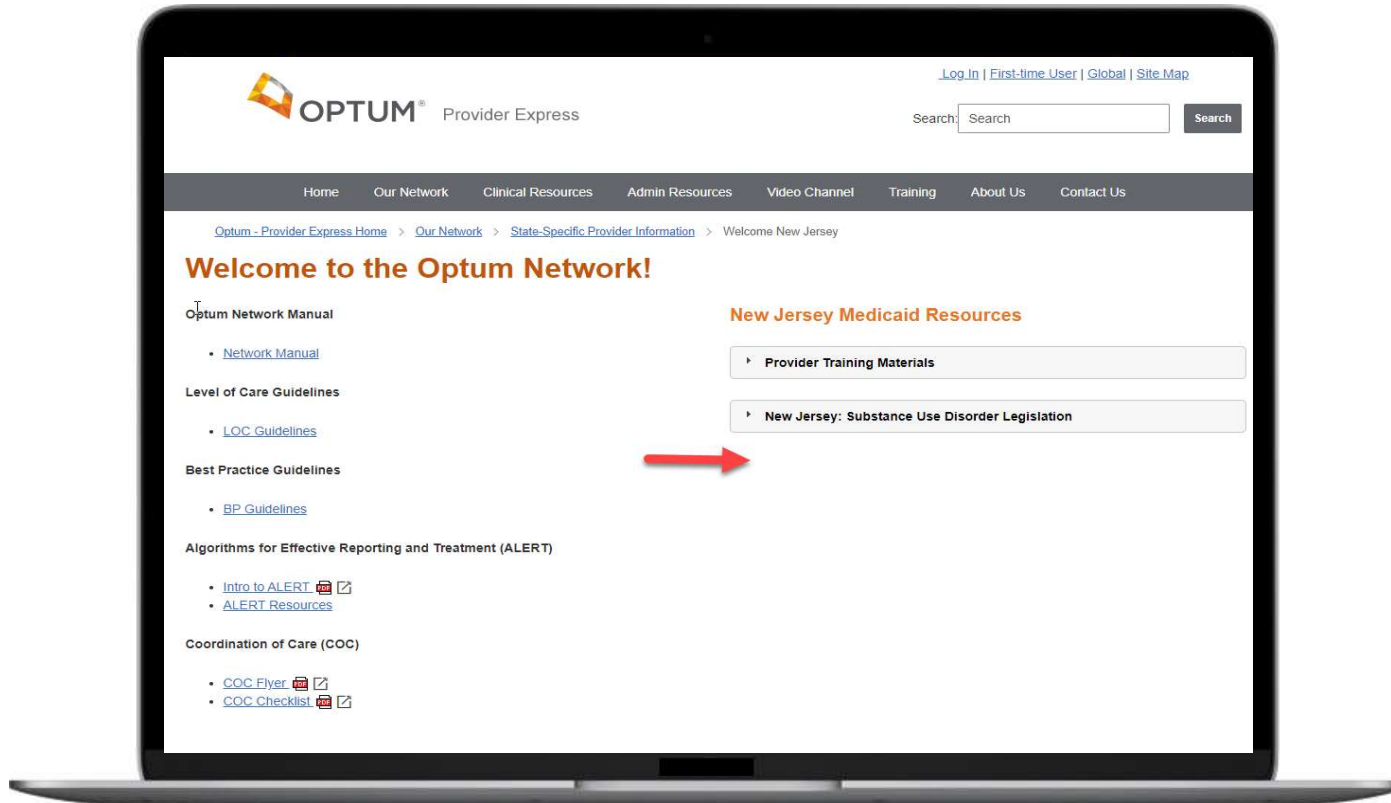 Log In | First-time User | Global | Site Map
OPTUM® Provider Express
Search: Search Search
Home Our Network Clinical Resources Admin Resources Video Channel Training About Us Contact Us
Optum - Provider Express Home > Our Network > State-Specific Provider Information > Welcome New Jersey
Welcome to the Optum Network!
Optum Network Manual
• Network Manual
Level of Care Guidelines
• LOC Guidelines
Best Practice Guidelines
• BP Guidelines
Algorithms for Effective Reporting and Treatment (ALERT)
• Intro to ALERT PDF
• ALERT Resources
Coordination of Care (COC)
• COC Flyer PDF
• COC Checklist PDF
New Jersey Medicaid Resources
Provider Training Materials
New Jersey: Substance Use Disorder Legislation